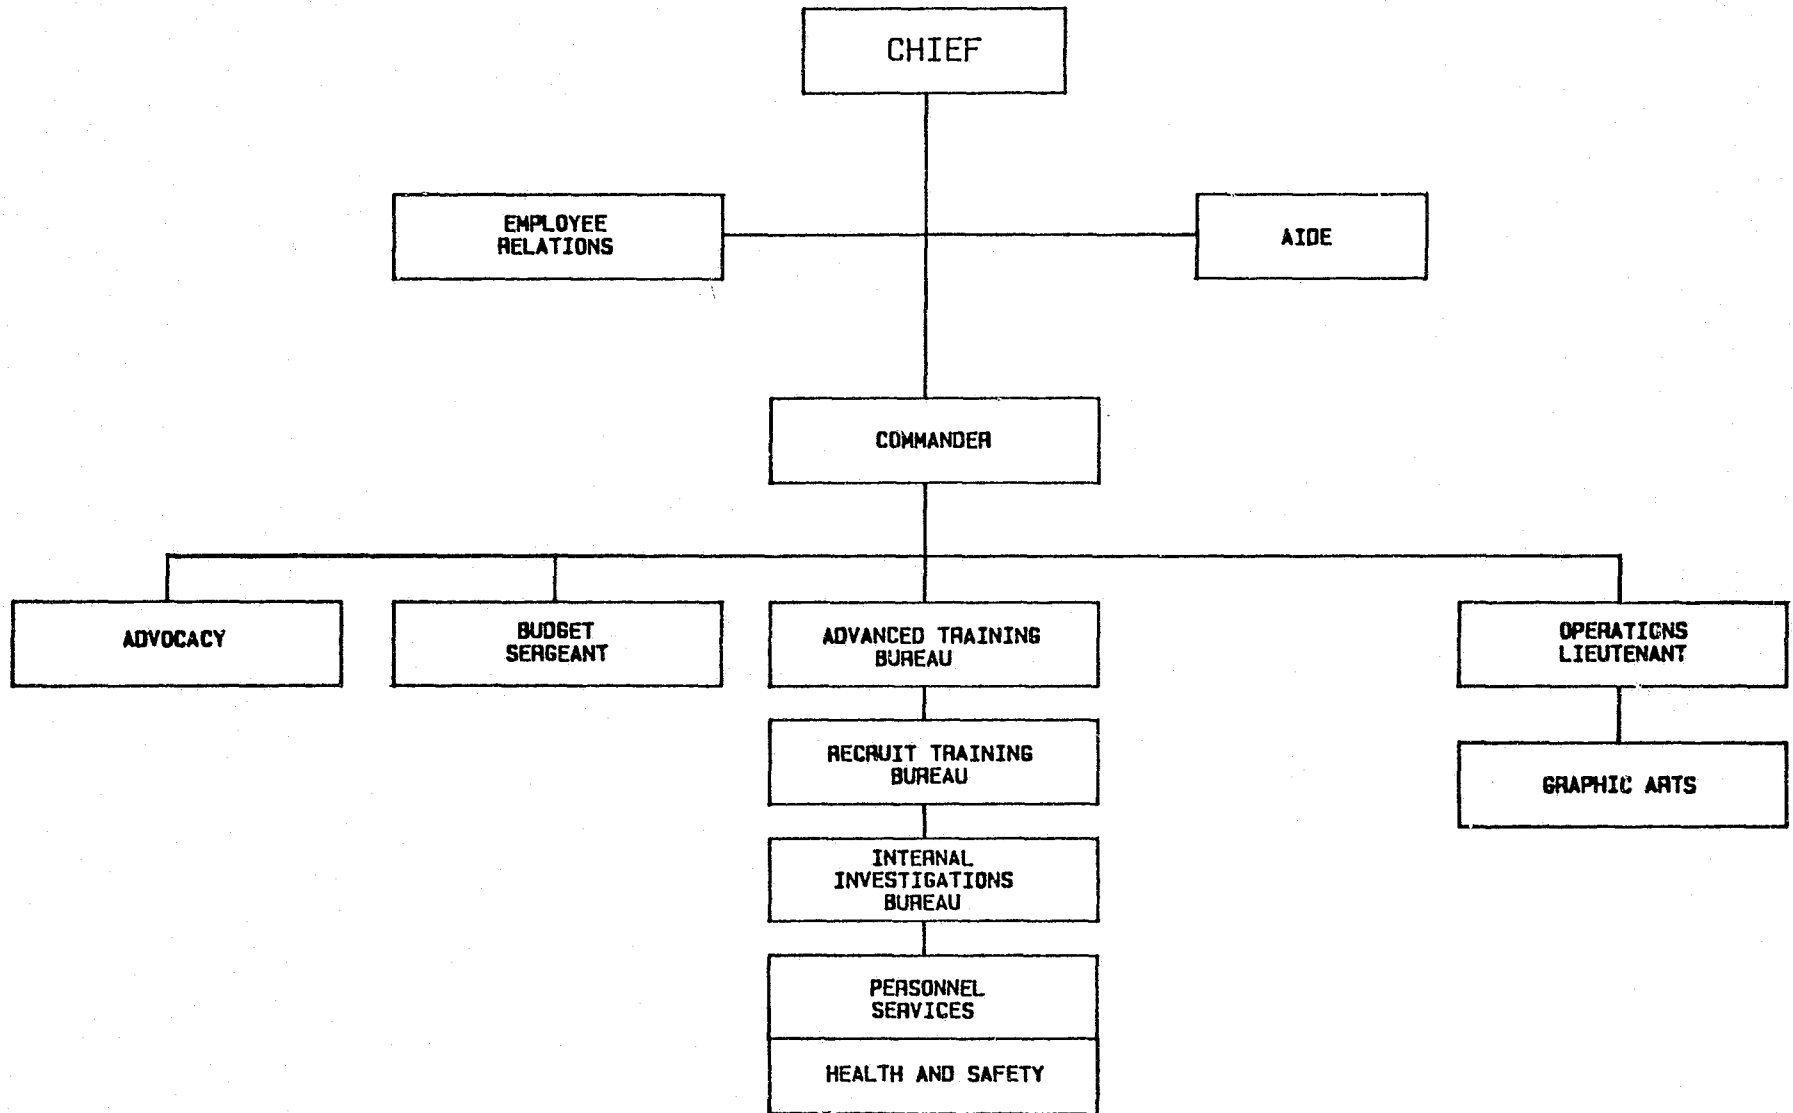 CHIEF
EMPLOYEE
RELATIONS
AIDE
COMMANDER
ADVOCACY
BUDGET
SERGEANT
ADVANCED TRAINING
BUREAU
OPERATIONS
LIEUTENANT
RECRUIT TRAINING
BUREAU
GRAPHIC ARTS
INTERNAL
INVESTIGATIONS
BUREAU
PERSONNEL
SERVICES
HEALTH AND SAFETY